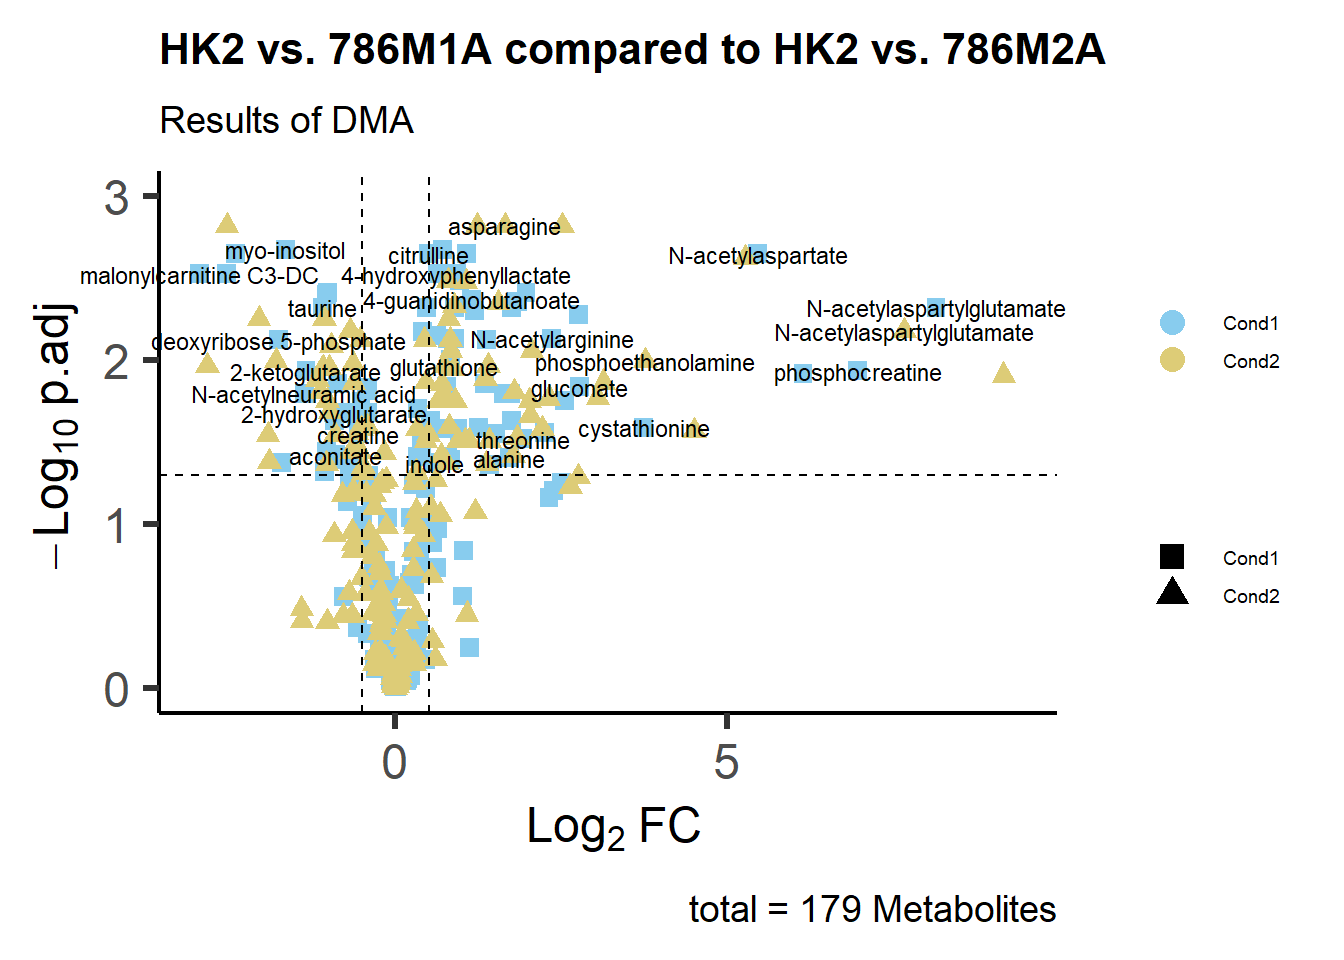 HK2 vs. 786M1A compared to HK2 vs. 786M2A
Results of DMA
−Log10 p.adj
3
2
1
0
asparagine
myo-inositol
citrulline
N-acetylaspartate
malonylcarnitine C3-DC
4-hydroxyphenyllactate
4-guanidinobutanoate
taurine
N-acetylaspartylglutamate
N-acetylaspartylglutamate
deoxyribose 5-phosphate
N-acetylarginine
phosphoethanolamine
2-ketoglutarate
glutathione
phosphocreatine
N-acetylneuramic acid
gluconate
2-hydroxyglutarate
cystathionine
creatine
threonine
aconitate
indole
alanine
0
5
Log2 FC
Cond1
Cond2
Cond1
Cond2
total = 179 Metabolites